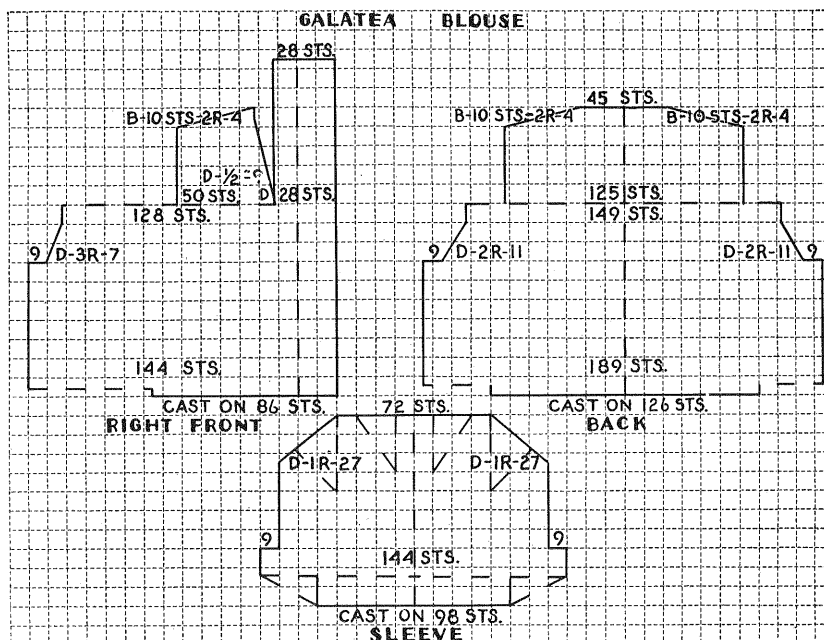 GALATEA BLOUSE
28 STS.
B-10 STS-2R=4
D-1/2 =
50 STS. D 28 STS.
128 STS.
9 D-3R-7
144 STS.
CAST ON 86 STS.
RIGHT FRONT
45 STS.
B-10 STS-2R=4 B-10-STS-2R-4
125 STS.
149 STS.
9 D-2R-11 D-2R-11 9
189 STS.
CAST ON 126 STS.
BACK
72 STS.
D-1R-27 D-1R-27
9 9
144 STS.
CAST ON 98 STS.
SLEEVE